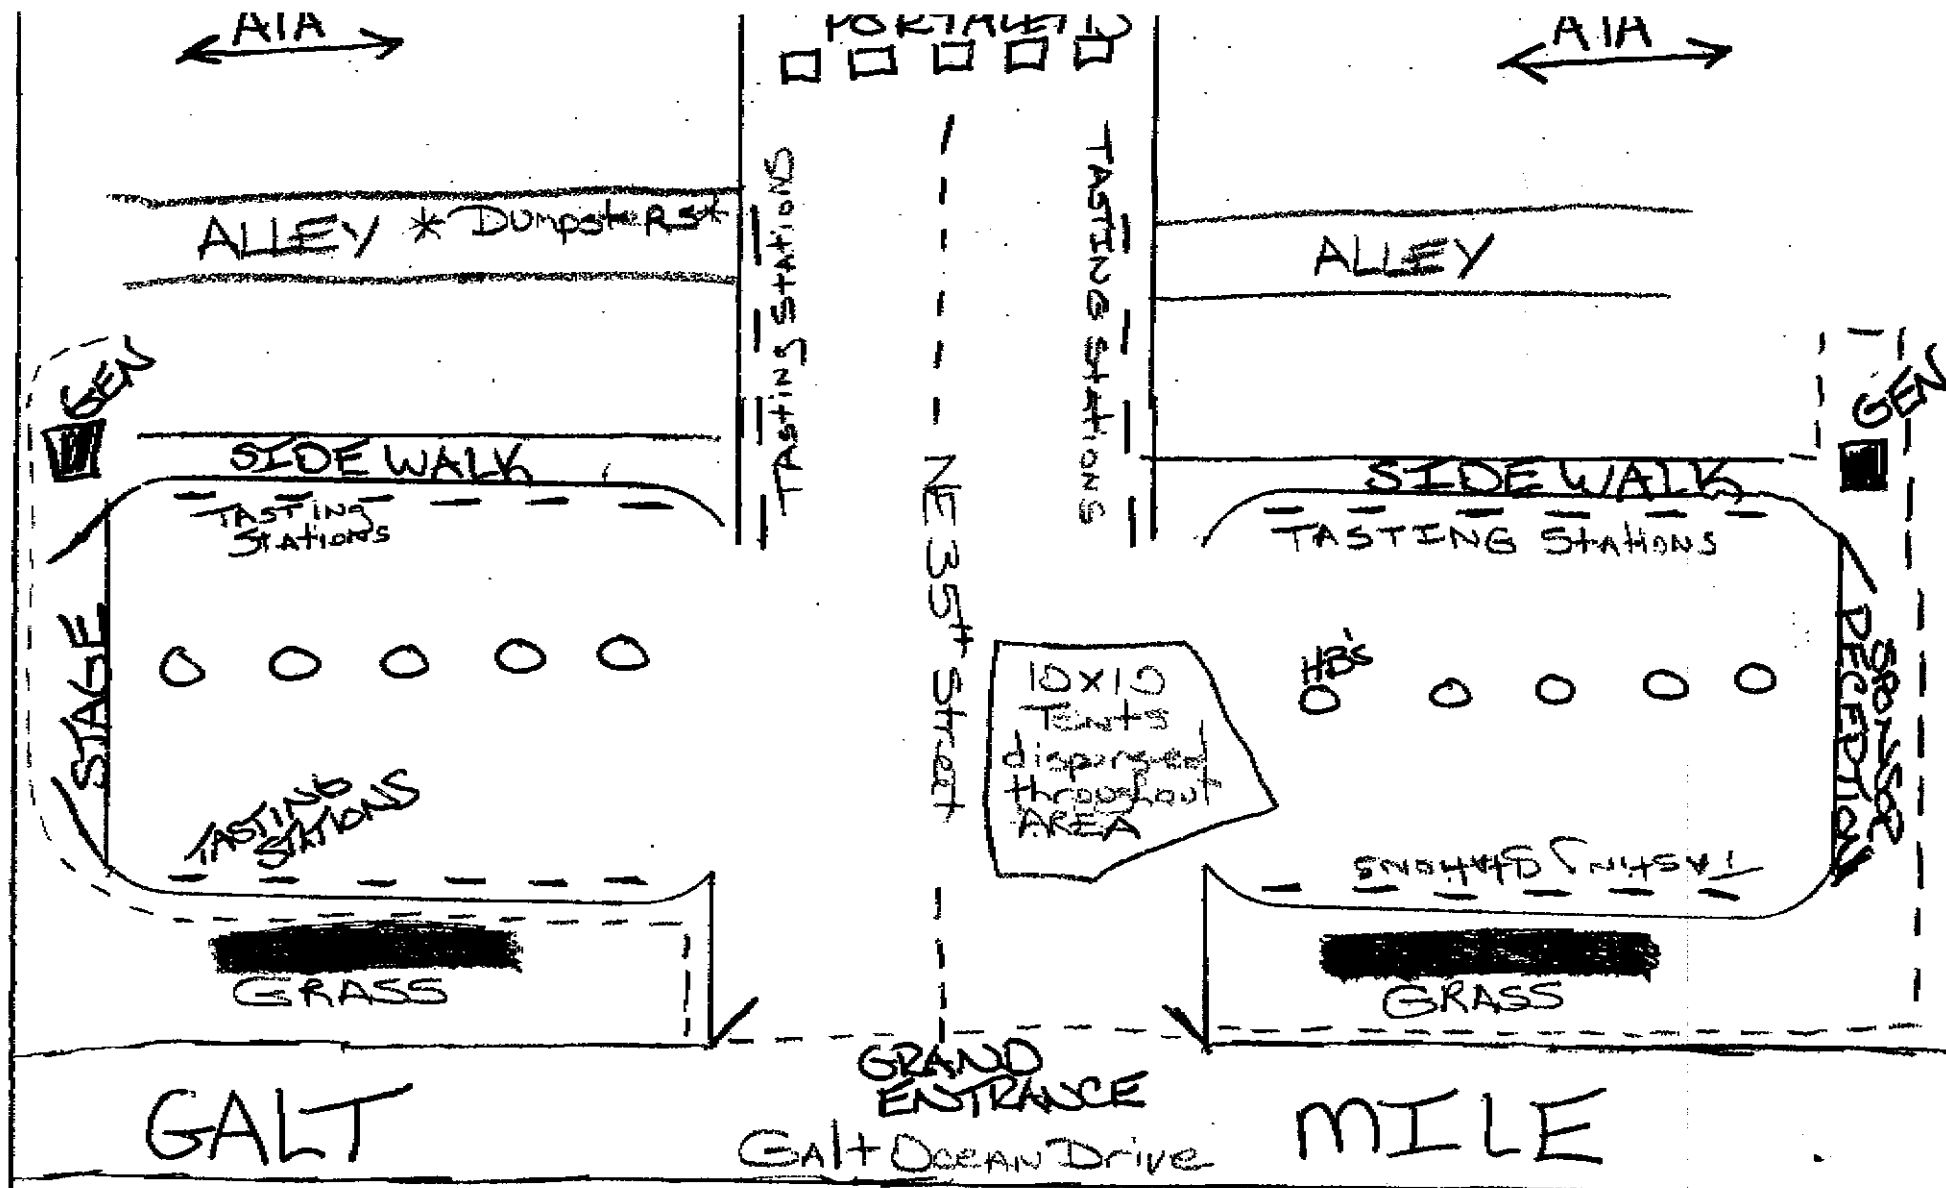 A1A
PORTALETS
A1A
ALLEY *DumpsteRs*
TAsting Stations
TASTING Stations
ALLEY
GEN
GEN
SIDEWALK
SIDEWALK
TASTing
Stations
TASTING StAtioNS
NE 35th Street
STAGE
HB's
10x10
Tents
dispursed
throughout
AREA
SPONSOR
RECEPTION
TASTING
STATIONS
TAsting Stations
GRASS
GRASS
GRAND
ENTRANCE
GALT
MILE
GAlt OceAN Drive